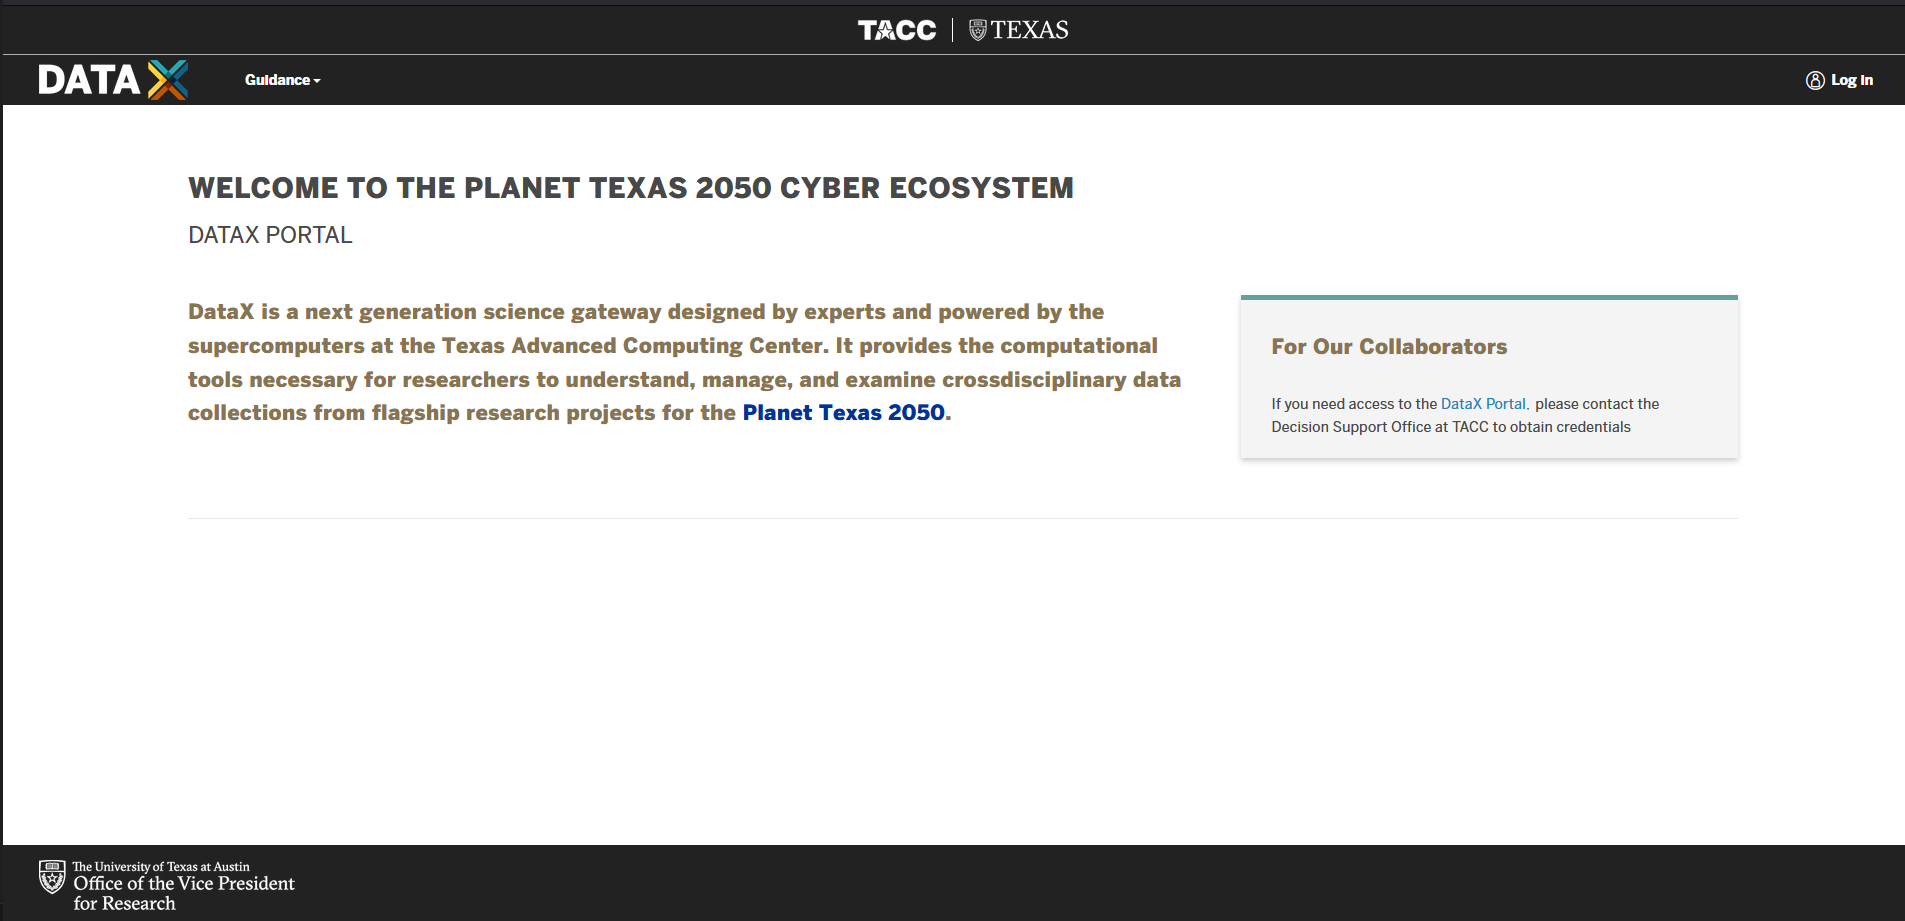 TACC TEXAS
DATA X Guidance Log in
WELCOME TO THE PLANET TEXAS 2050 CYBER ECOSYSTEM
DATAX PORTAL
DataX is a next generation science gateway designed by experts and powered by the
supercomputers at the Texas Advanced Computing Center. It provides the computational
tools necessary for researchers to understand, manage, and examine crossdisciplinary data
collections from flagship research projects for the Planet Texas 2050.
For Our Collaborators
If you need access to the DataX Portal, please contact the
Decision Support Office at TACC to obtain credentials
The University of Texas at Austin
Office of the Vice President
for Research